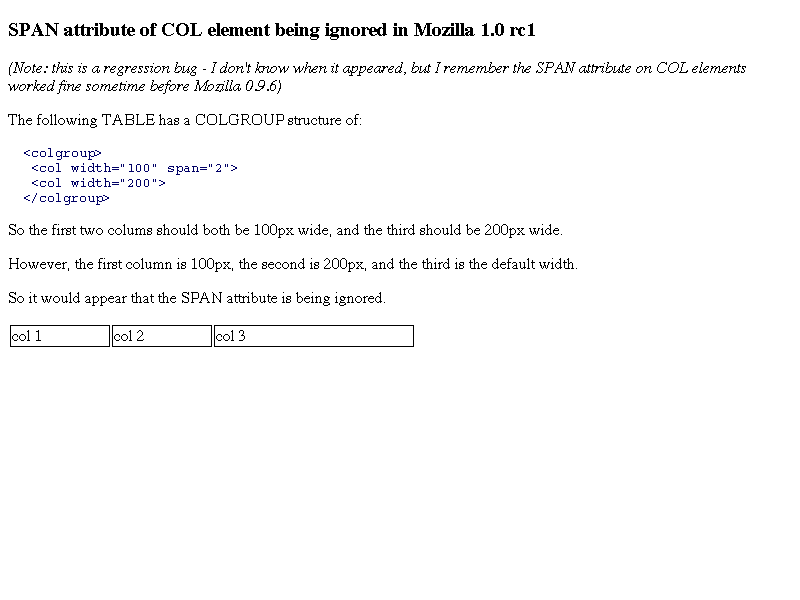 SPAN attribute of COL element being ignored in Mozilla 1.0 rc1
(Note: this is a regression bug - I don't know when it appeared, but I remember the SPAN attribute on COL elements
worked fine sometime before Mozilla 0.9.6)
The following TABLE has a COLGROUP structure of:
<colgroup>
<col width="100" span="2">
<col width="200">
</colgroup>
So the first two colums should both be 100px wide, and the third should be 200px wide.
However, the first column is 100px, the second is 200px, and the third is the default width.
So it would appear that the SPAN attribute is being ignored.
col 1 col 2 col 3